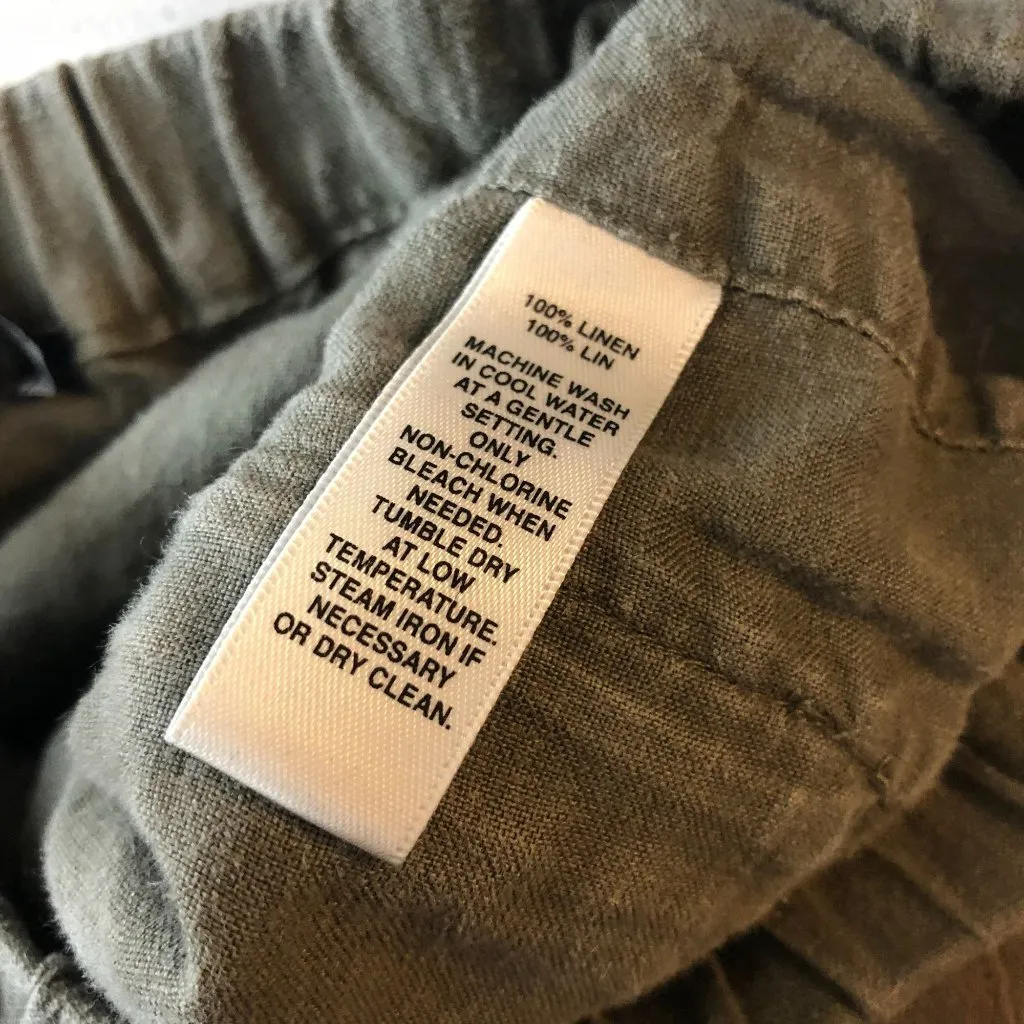 100% LINEN
100% LIN
MACHINE WASH
IN COOL WATER
AT A GENTLE
SETTING.
ONLY
NON-CHLORINE
BLEACH WHEN
NEEDED.
TUMBLE DRY
AT LOW
TEMPERATURE.
STEAM IRON IF
NECESSARY
OR DRY CLEAN.